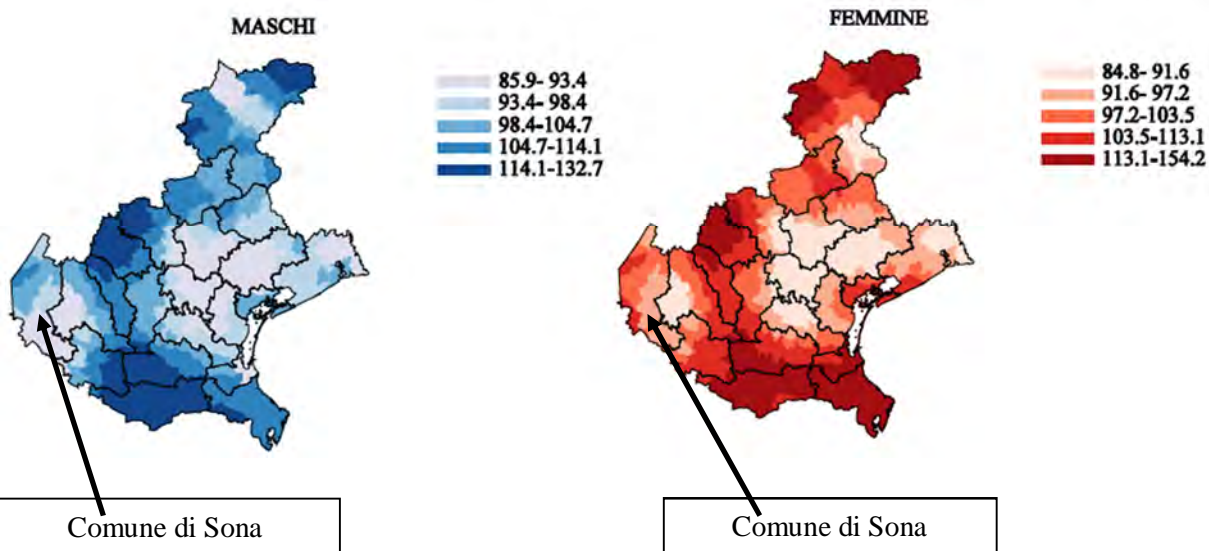 MASCHI
85.9- 93.4
93.4- 98.4
98.4-104.7
104.7-114.1
114.1-132.7
Comune di Sona
FEMMINE
84.8- 91.6
91.6- 97.2
97.2-103.5
103.5-113.1
113.1-154.2
Comune di Sona